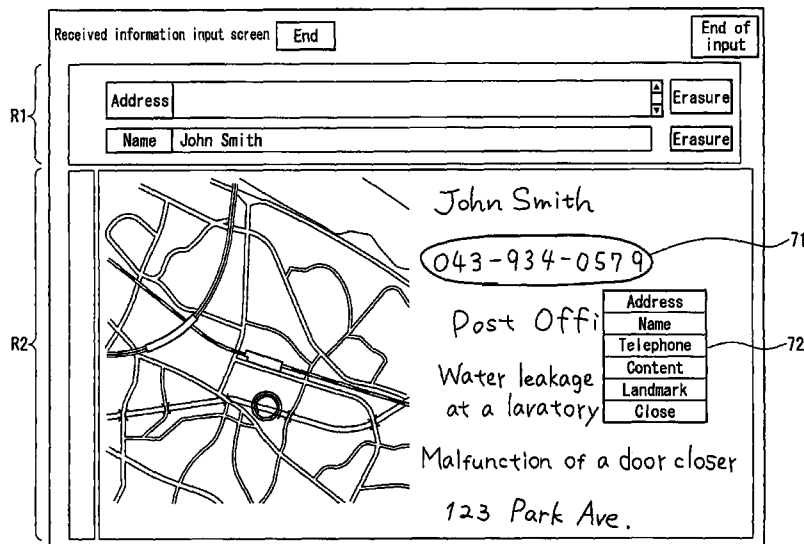 Received information input screen End
End of
input
R1
Address
Erasure
Name John Smith
Erasure
R2
John Smith
043-934-0579
71
Post Offi
Address
Name
Telephone
72
Content
Landmark
Close
Water leakage
at a lavatory
Malfunction of a door closer
123 Park Ave.